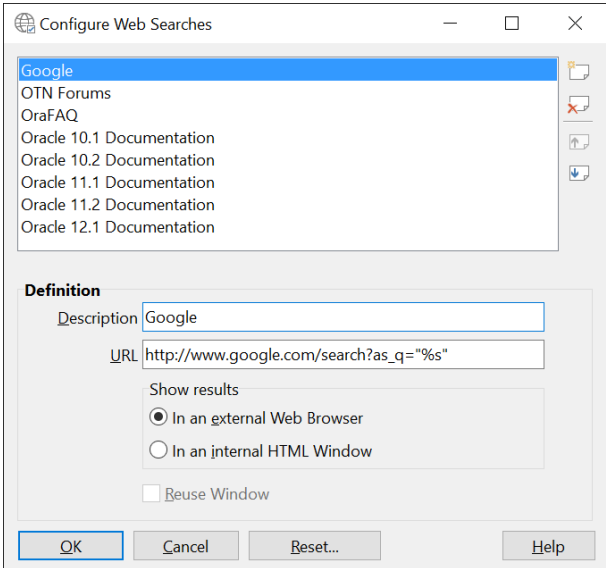 Configure Web Searches
Google
OTN Forums
OraFAQ
Oracle 10.1 Documentation
Oracle 10.2 Documentation
Oracle 11.1 Documentation
Oracle 11.2 Documentation
Oracle 12.1 Documentation
Definition
Description Google
URL http://www.google.com/search?as_q="%s"
Show results
In an external Web Browser
In an internal HTML Window
Reuse Window
OK Cancel Reset... Help